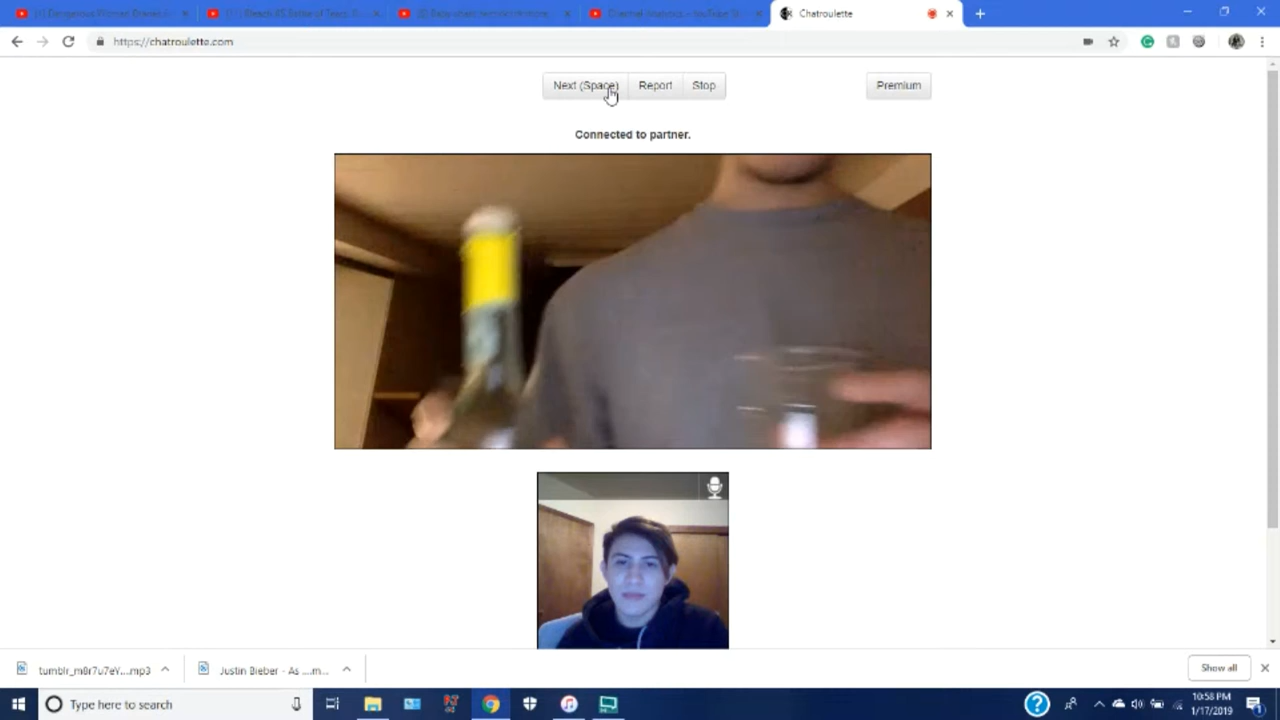 Chatroulette
https://chatroulette.com
Next (Space)
Report
Stop
Premium
Connected to partner.
tumblr_m8r7u7eY....mp3
Justin Bieber - As ....m...
Show all
Type here to search
10:58 PM
1/17/2019